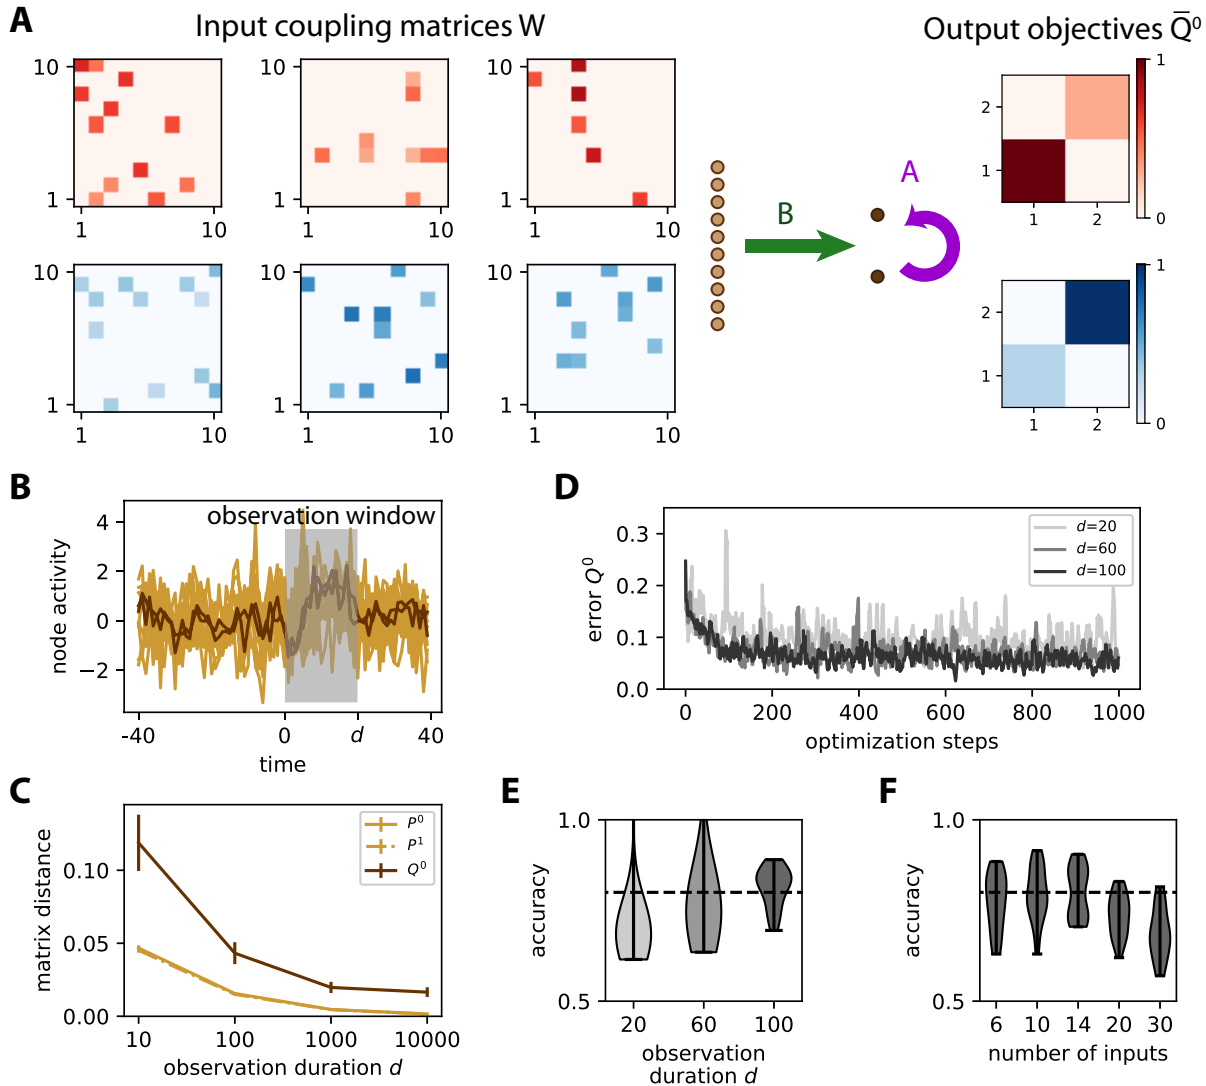 A
Input coupling matrices W
Output objectives Q̅⁰
10
1
1
10
10
1
1
10
10
1
1
10
B
A
2
1
1
2
1
0
10
1
1
10
10
1
1
10
10
1
1
10
2
1
1
2
1
0
B
observation window
node activity
4
2
0
−2
-40
0
d
40
time
D
error Q⁰
0.3
0.2
0.1
0.0
d=20
d=60
d=100
0
200
400
600
800
1000
optimization steps
C
matrix distance
0.10
0.05
0.00
P⁰
P¹
Q⁰
10
100
1000
10000
observation duration d
E
accuracy
1.0
0.5
20
60
100
observation
duration d
F
accuracy
1.0
0.5
6
10
14
20
30
number of inputs